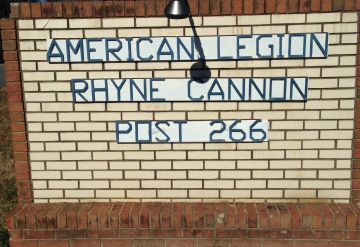 AMERICAN LEGION
RHYNE CANNON
POST 266